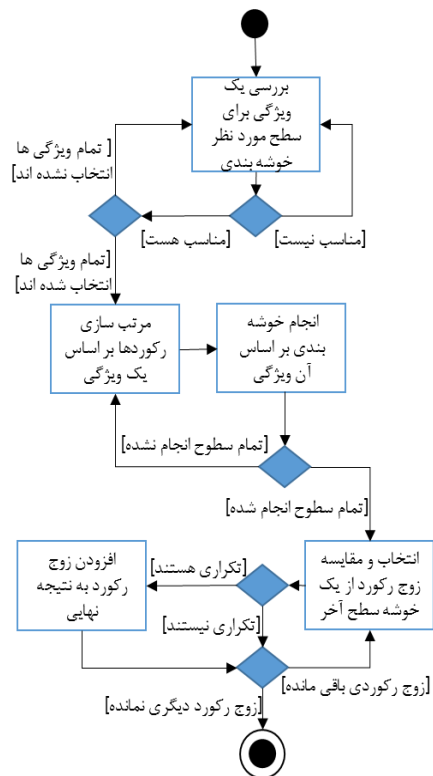 بررسی یک
ویژگی برای
سطح مورد نظر
خوشه بندی
[تمام ویژگی ها
انتخاب نشده اند]
[مناسب هست]
[مناسب نیست]
[تمام ویژگی ها
انتخاب شده اند]
مرتب سازی
رکوردها بر اساس
یک ویژگی
انجام خوشه
بندی بر اساس
آن ویژگی
[تمام سطوح انجام نشده]
[تمام سطوح انجام شده]
انتخاب و مقایسه
زوج رکورد از یک
خوشه سطح آخر
[تکراری هستند]
افزودن زوج
رکورد به نتیجه
نهایی
[تکراری نیستند]
[زوج رکوردی باقی مانده]
[زوج رکورد دیگری نمانده]